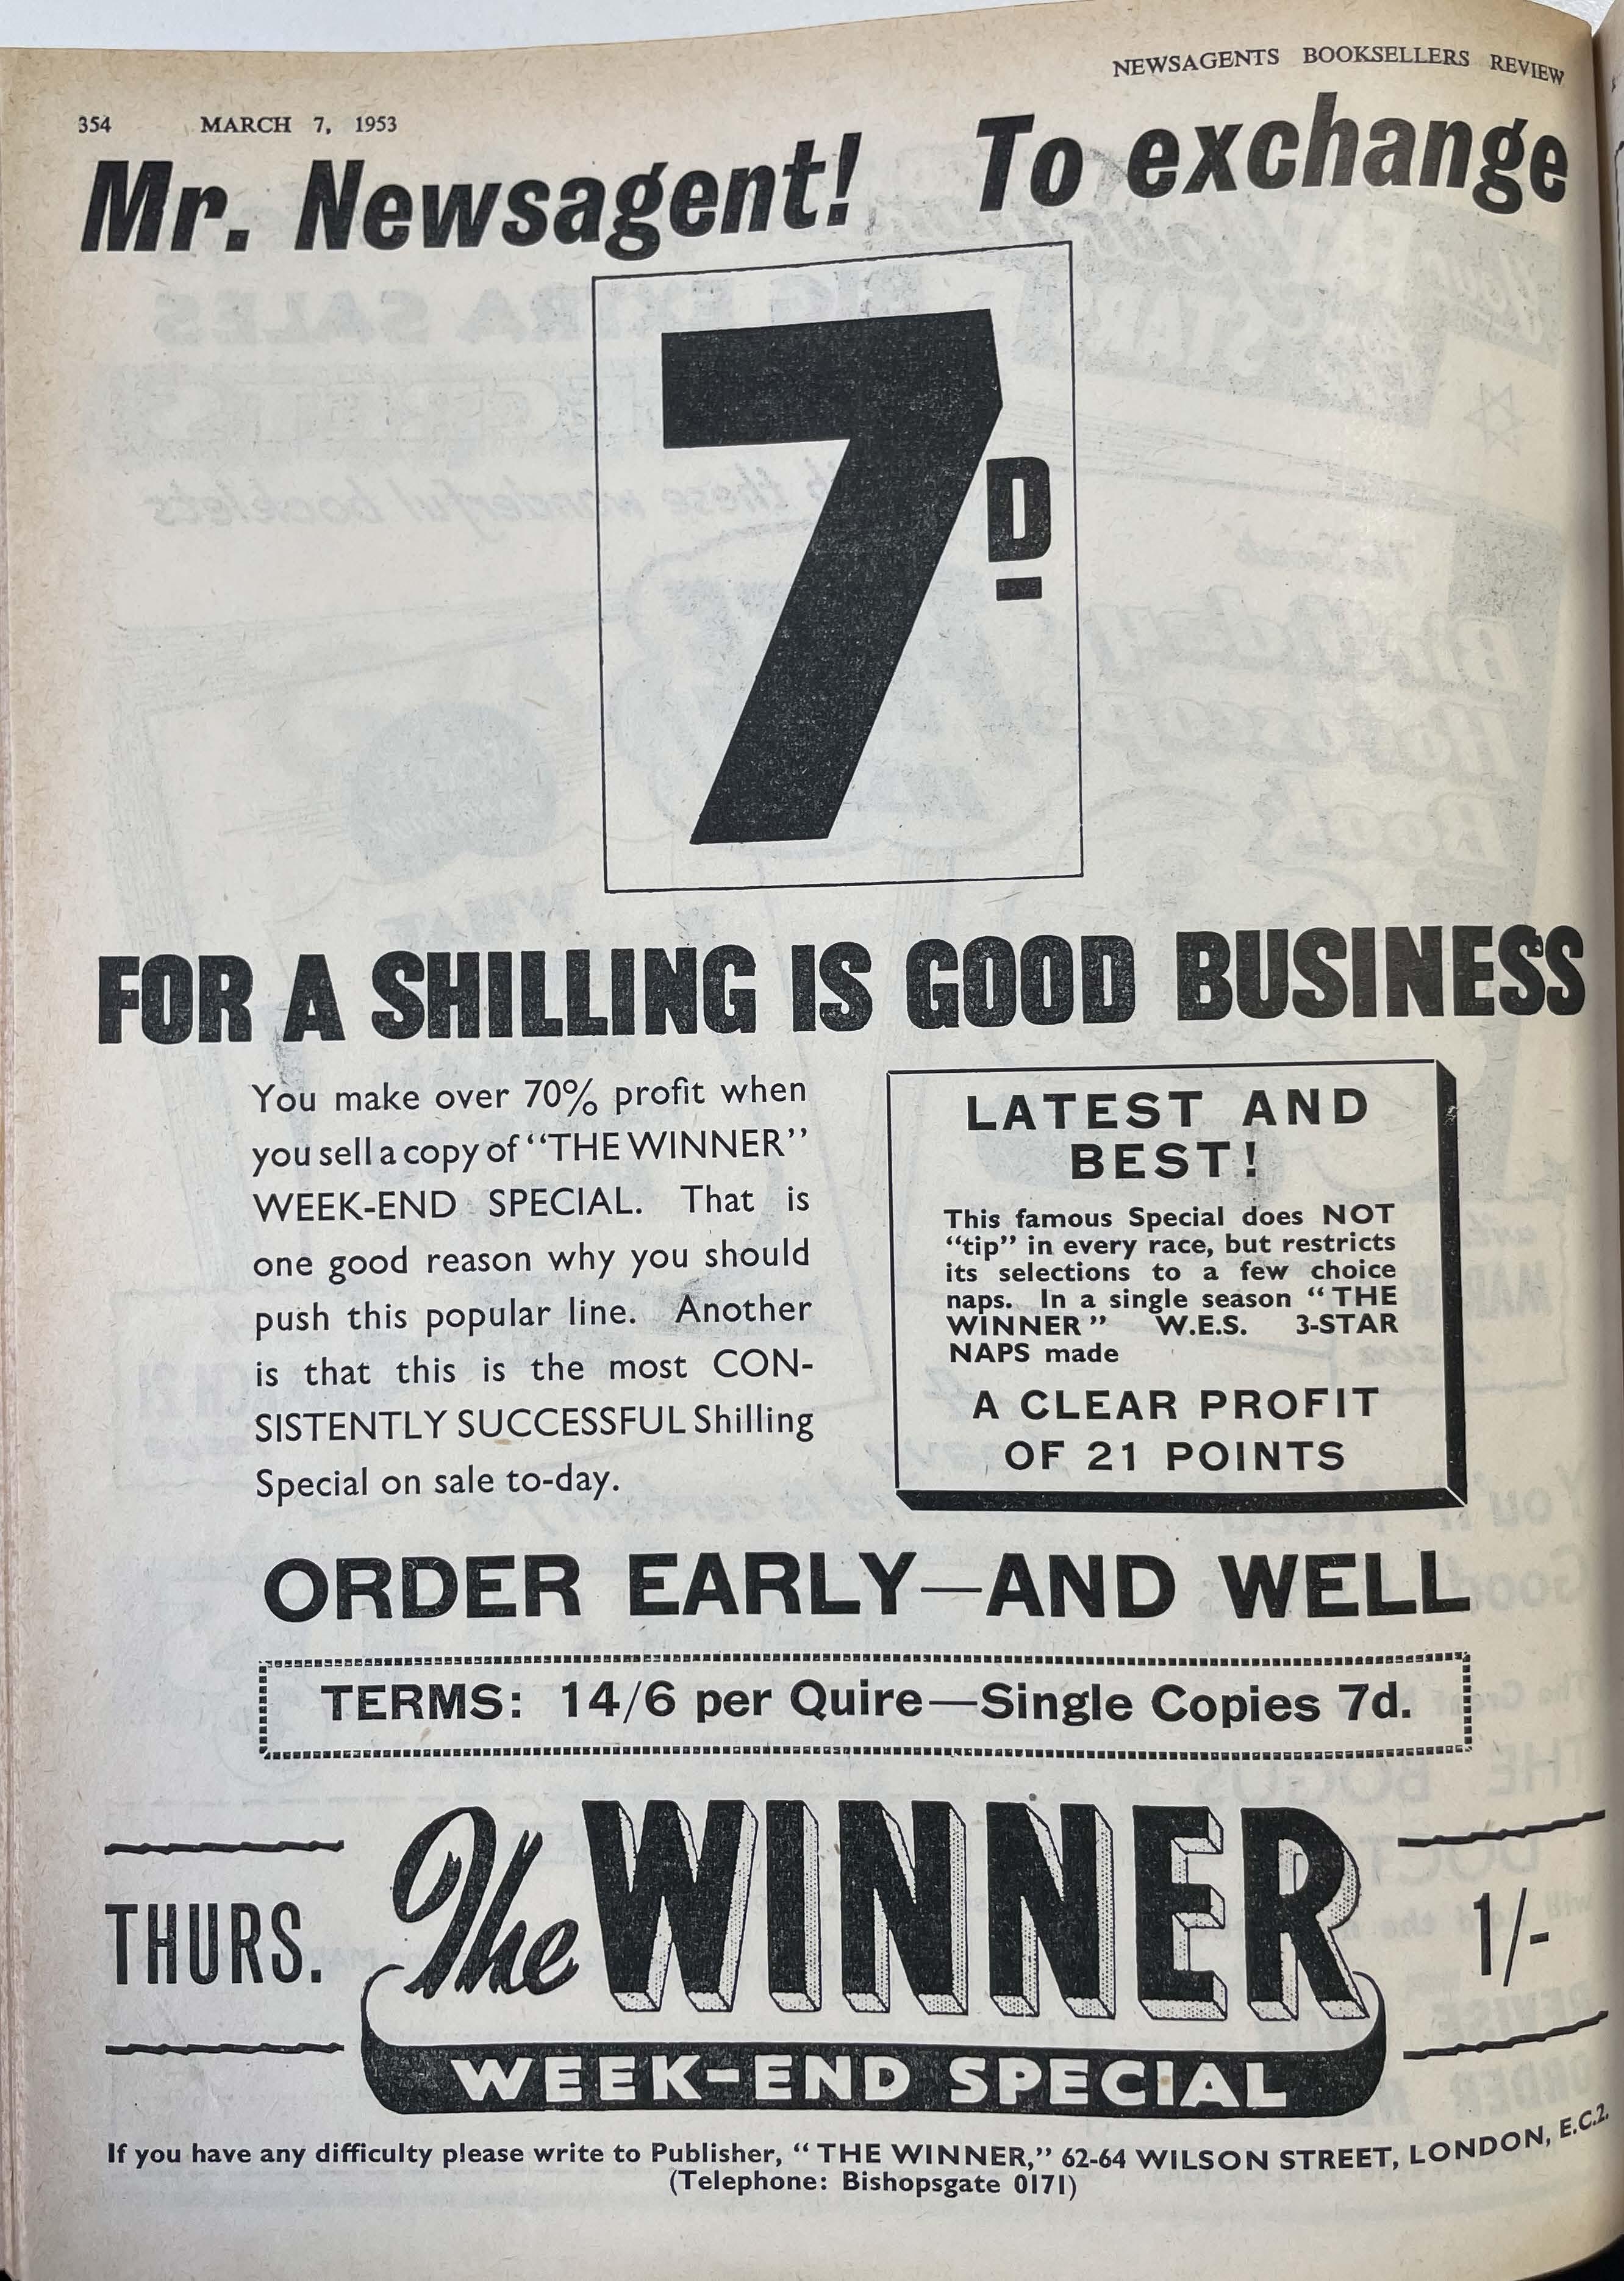 NEWSAGENTS BOOKSELLERS REVIEW
354 MARCH 7, 1953
Mr. Newsagent! To exchange
7D
FOR A SHILLING IS GOOD BUSINESS
You make over 70% profit when
you sell a copy of “THE WINNER”
WEEK-END SPECIAL. That is
one good reason why you should
push this popular line. Another
is that this is the most CON-
SISTENTLY SUCCESSFUL Shilling
Special on sale to-day.
LATEST AND
BEST!
This famous Special does NOT
“tip” in every race, but restricts
its selections to a few choice
naps. In a single season “THE
WINNER” W.E.S. 3-STAR
NAPS made
A CLEAR PROFIT
OF 21 POINTS
ORDER EARLY—AND WELL
TERMS: 14/6 per Quire—Single Copies 7d.
THURS. The WINNER 1/-
WEEK-END SPECIAL
If you have any difficulty please write to Publisher, “THE WINNER,” 62-64 WILSON STREET, LONDON, E.C.2.
(Telephone: Bishopsgate 0171)